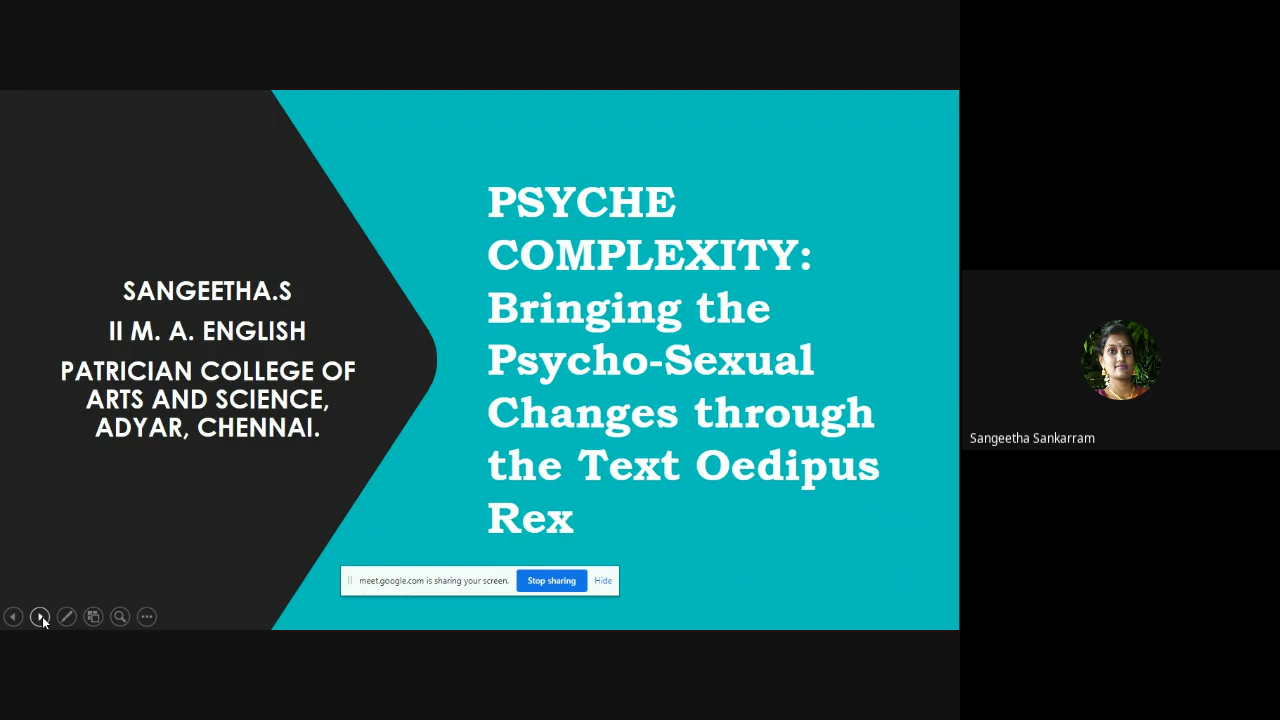 SANGEETHA.S
II M. A. ENGLISH
PATRICIAN COLLEGE OF
ARTS AND SCIENCE,
ADYAR, CHENNAI.
PSYCHE
COMPLEXITY:
Bringing the
Psycho-Sexual
Changes through
the Text Oedipus
Rex
meet.google.com is sharing your screen. Stop sharing Hide
Sangeetha Sankarram